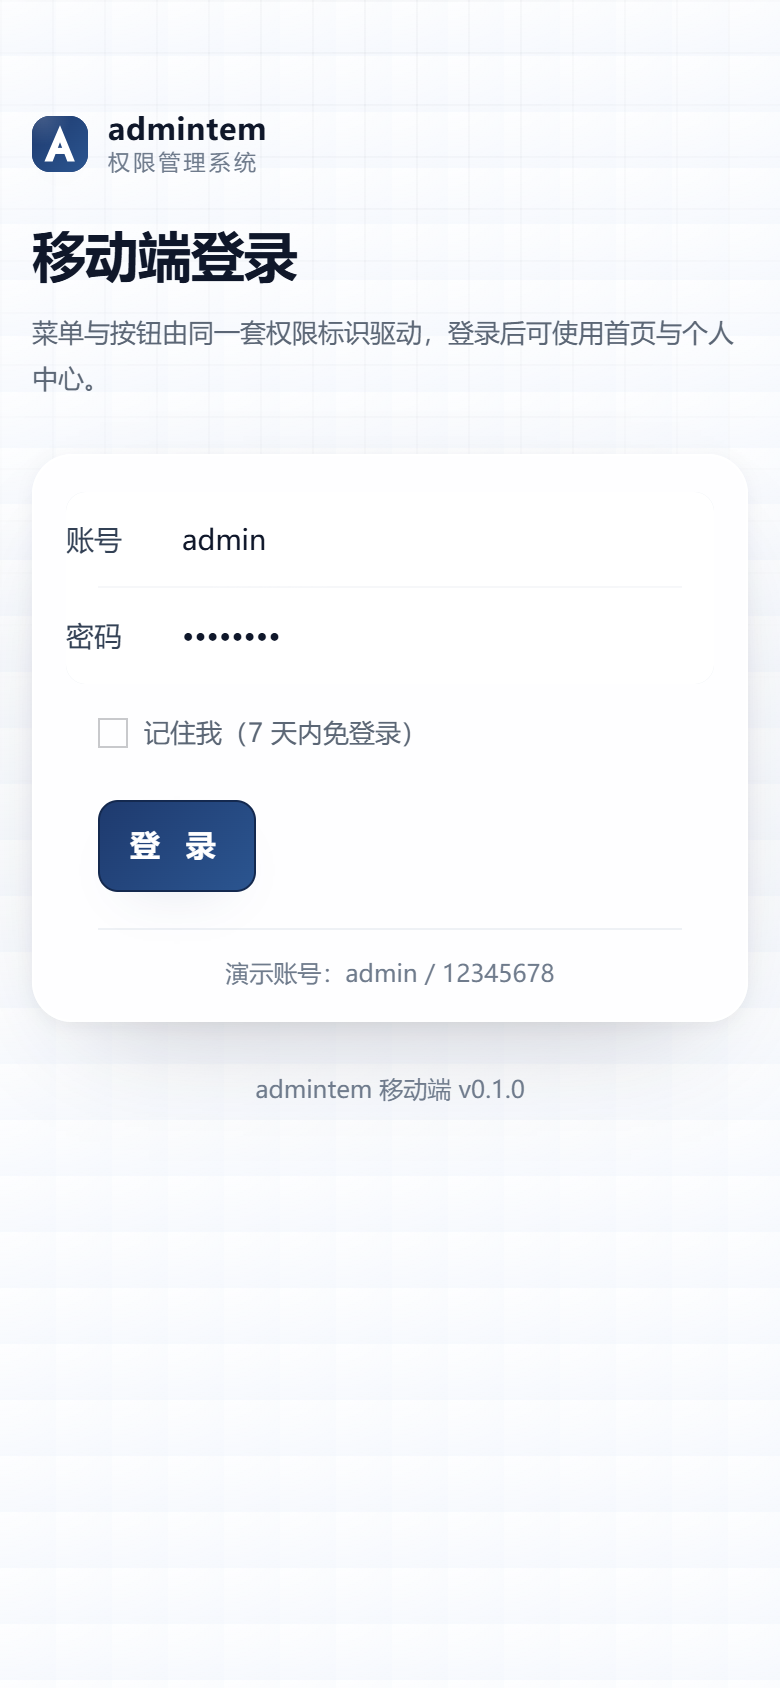 admintem
权限管理系统
移动端登录
菜单与按钮由同一套权限标识驱动，登录后可使用首页与个人
中心。
账号 admin
密码 ••••••••
记住我（7 天内免登录）
登 录
演示账号：admin / 12345678
admintem 移动端 v0.1.0